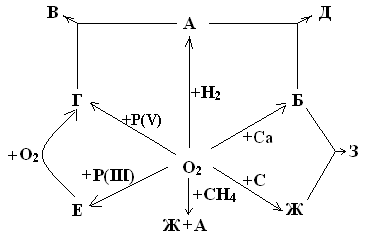 В А Д
+H₂
Г Б
+P(V) +Ca
+O₂ O₂ З
+P(III) +C
+CH₄
Е Ж
Ж+А